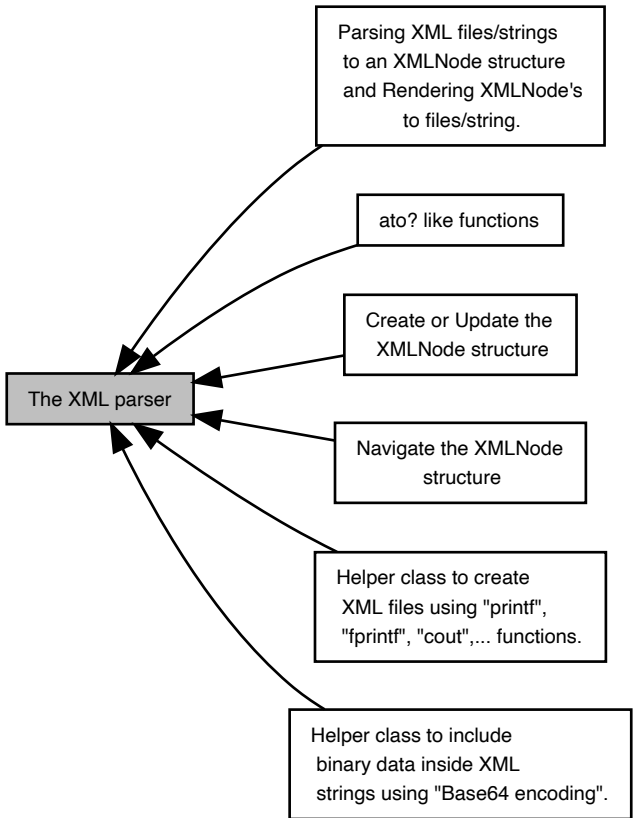 Parsing XML files/strings
to an XMLNode structure
and Rendering XMLNode's
to files/string.
ato? like functions
Create or Update the
XMLNode structure
The XML parser
Navigate the XMLNode
structure
Helper class to create
XML files using "printf",
"fprintf", "cout",... functions.
Helper class to include
binary data inside XML
strings using "Base64 encoding".